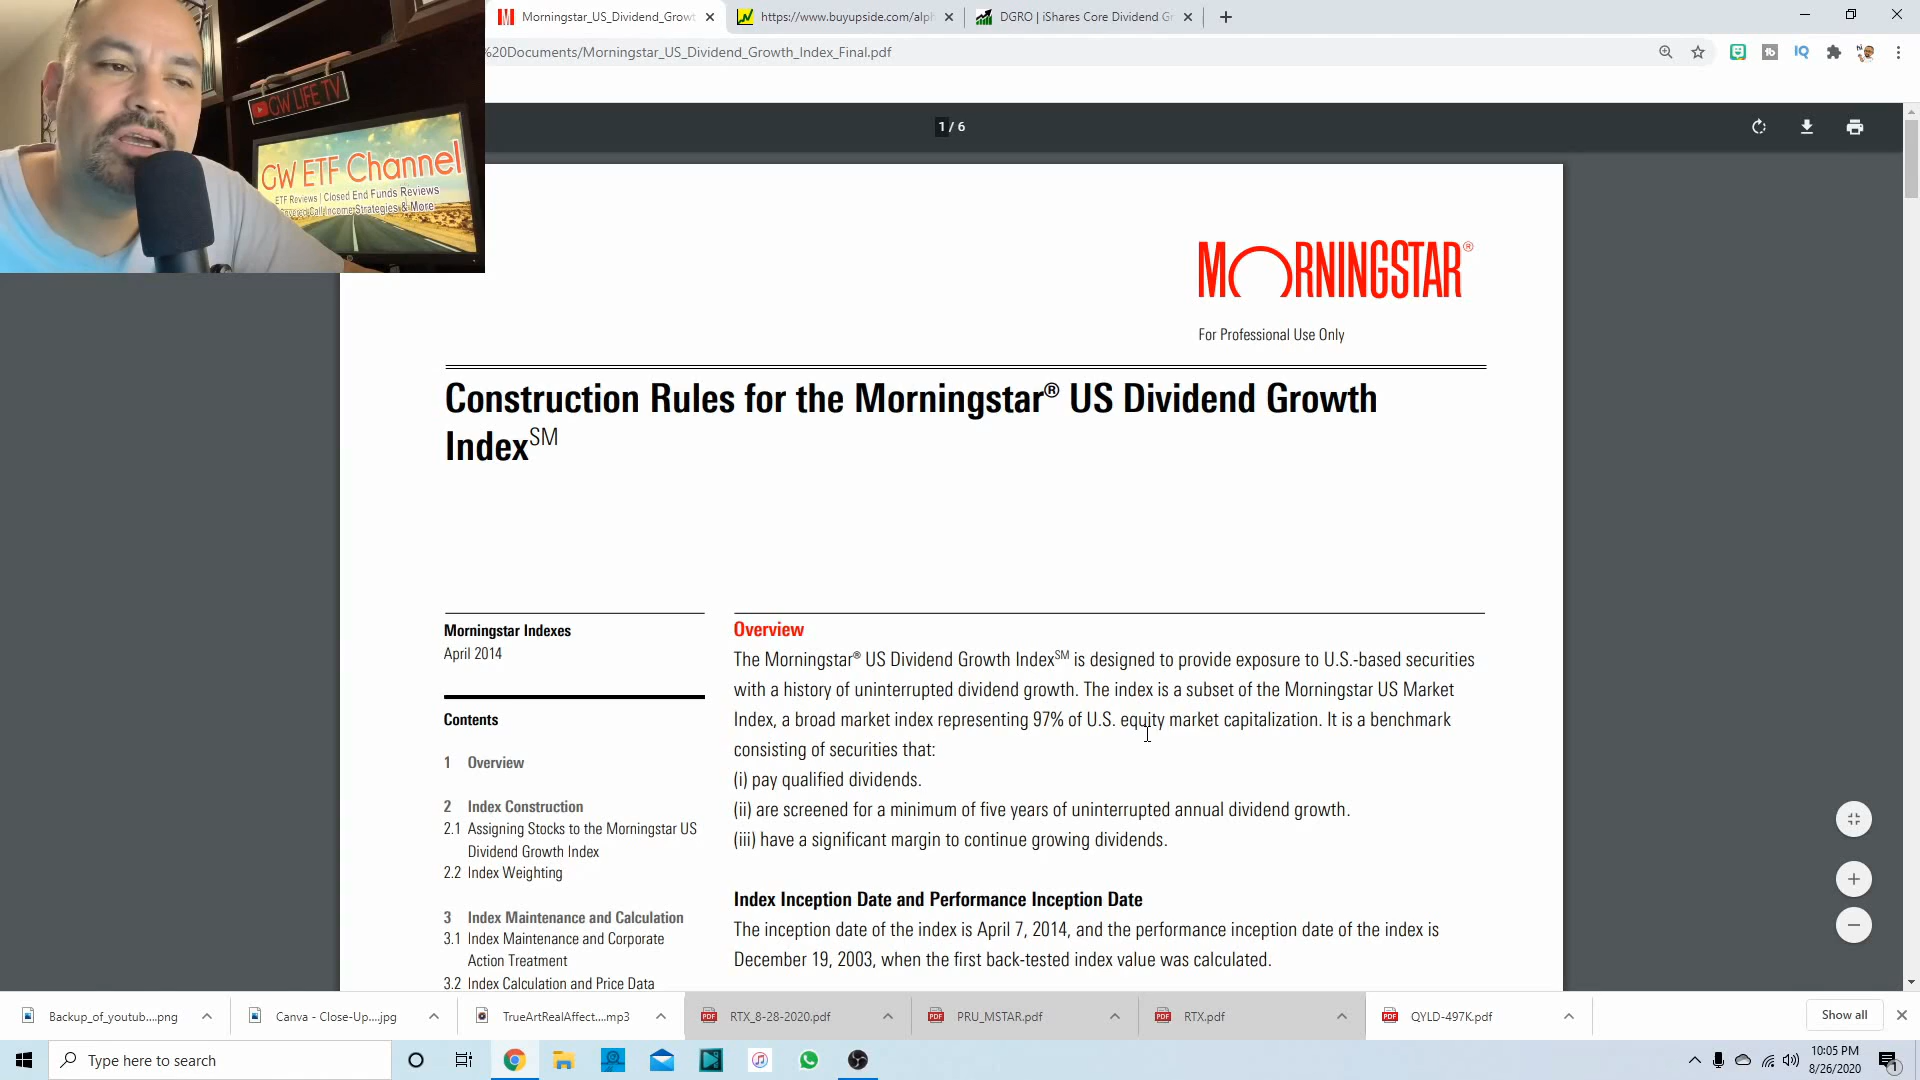 Morningstar_US_Dividend_Growt
https://www.buyupside.com/alph
DGRO | iShares Core Dividend Gr
%20Documents/Morningstar_US_Dividend_Growth_Index_Final.pdf
GW LIFE TV
GW ETF Channel
ETF Reviews | Closed End Funds Reviews
Covered Call Income Strategies & More
1 / 6
MORNINGSTAR®
For Professional Use Only
Construction Rules for the Morningstar® US Dividend Growth
Index℠
Morningstar Indexes
April 2014
Contents
1 Overview
2 Index Construction
2.1 Assigning Stocks to the Morningstar US
Dividend Growth Index
2.2 Index Weighting
3 Index Maintenance and Calculation
3.1 Index Maintenance and Corporate
Action Treatment
3.2 Index Calculation and Price Data
Overview
The Morningstar® US Dividend Growth Index℠ is designed to provide exposure to U.S.-based securities
with a history of uninterrupted dividend growth. The index is a subset of the Morningstar US Market
Index, a broad market index representing 97% of U.S. equity market capitalization. It is a benchmark
consisting of securities that:
(i) pay qualified dividends.
(ii) are screened for a minimum of five years of uninterrupted annual dividend growth.
(iii) have a significant margin to continue growing dividends.
Index Inception Date and Performance Inception Date
The inception date of the index is April 7, 2014, and the performance inception date of the index is
December 19, 2003, when the first back-tested index value was calculated.
Backup_of_youtub....png
Canva - Close-Up....jpg
TrueArtRealAffect....mp3
RTX_8-28-2020.pdf
PRU_MSTAR.pdf
RTX.pdf
QYLD-497K.pdf
Show all
Type here to search
10:05 PM
8/26/2020